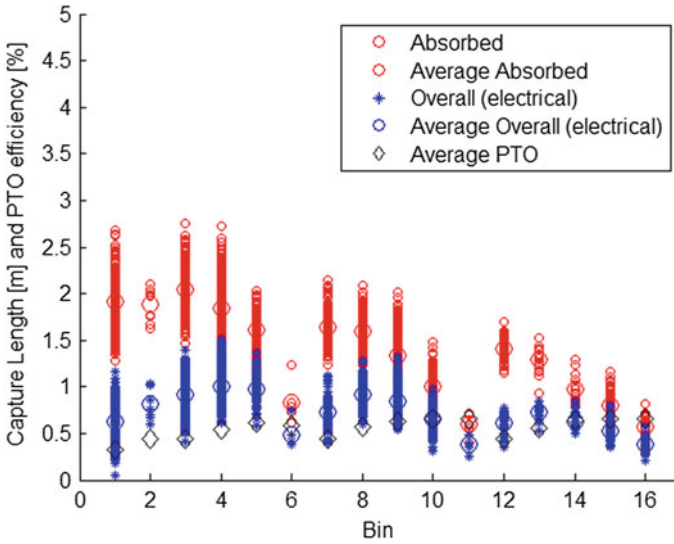 5
4.5
4
3.5
3
2.5
2
1.5
1
0.5
0
Capture Length [m] and PTO efficiency [%]
Absorbed
Average Absorbed
Overall (electrical)
Average Overall (electrical)
Average PTO
0 2 4 6 8 10 12 14 16
Bin